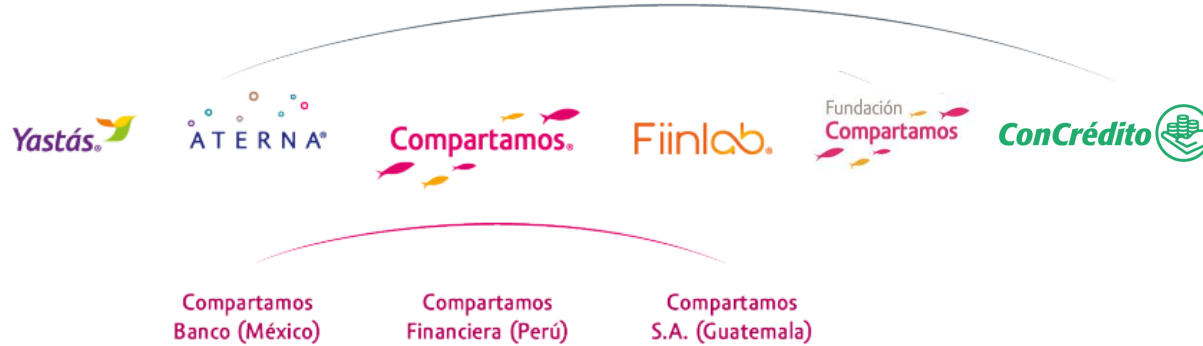 Yastás®
ATERNA®
Compartamos®
Fiinlab®
Fundación
Compartamos
ConCrédito
Compartamos
Banco (México)
Compartamos
Financiera (Perú)
Compartamos
S.A. (Guatemala)